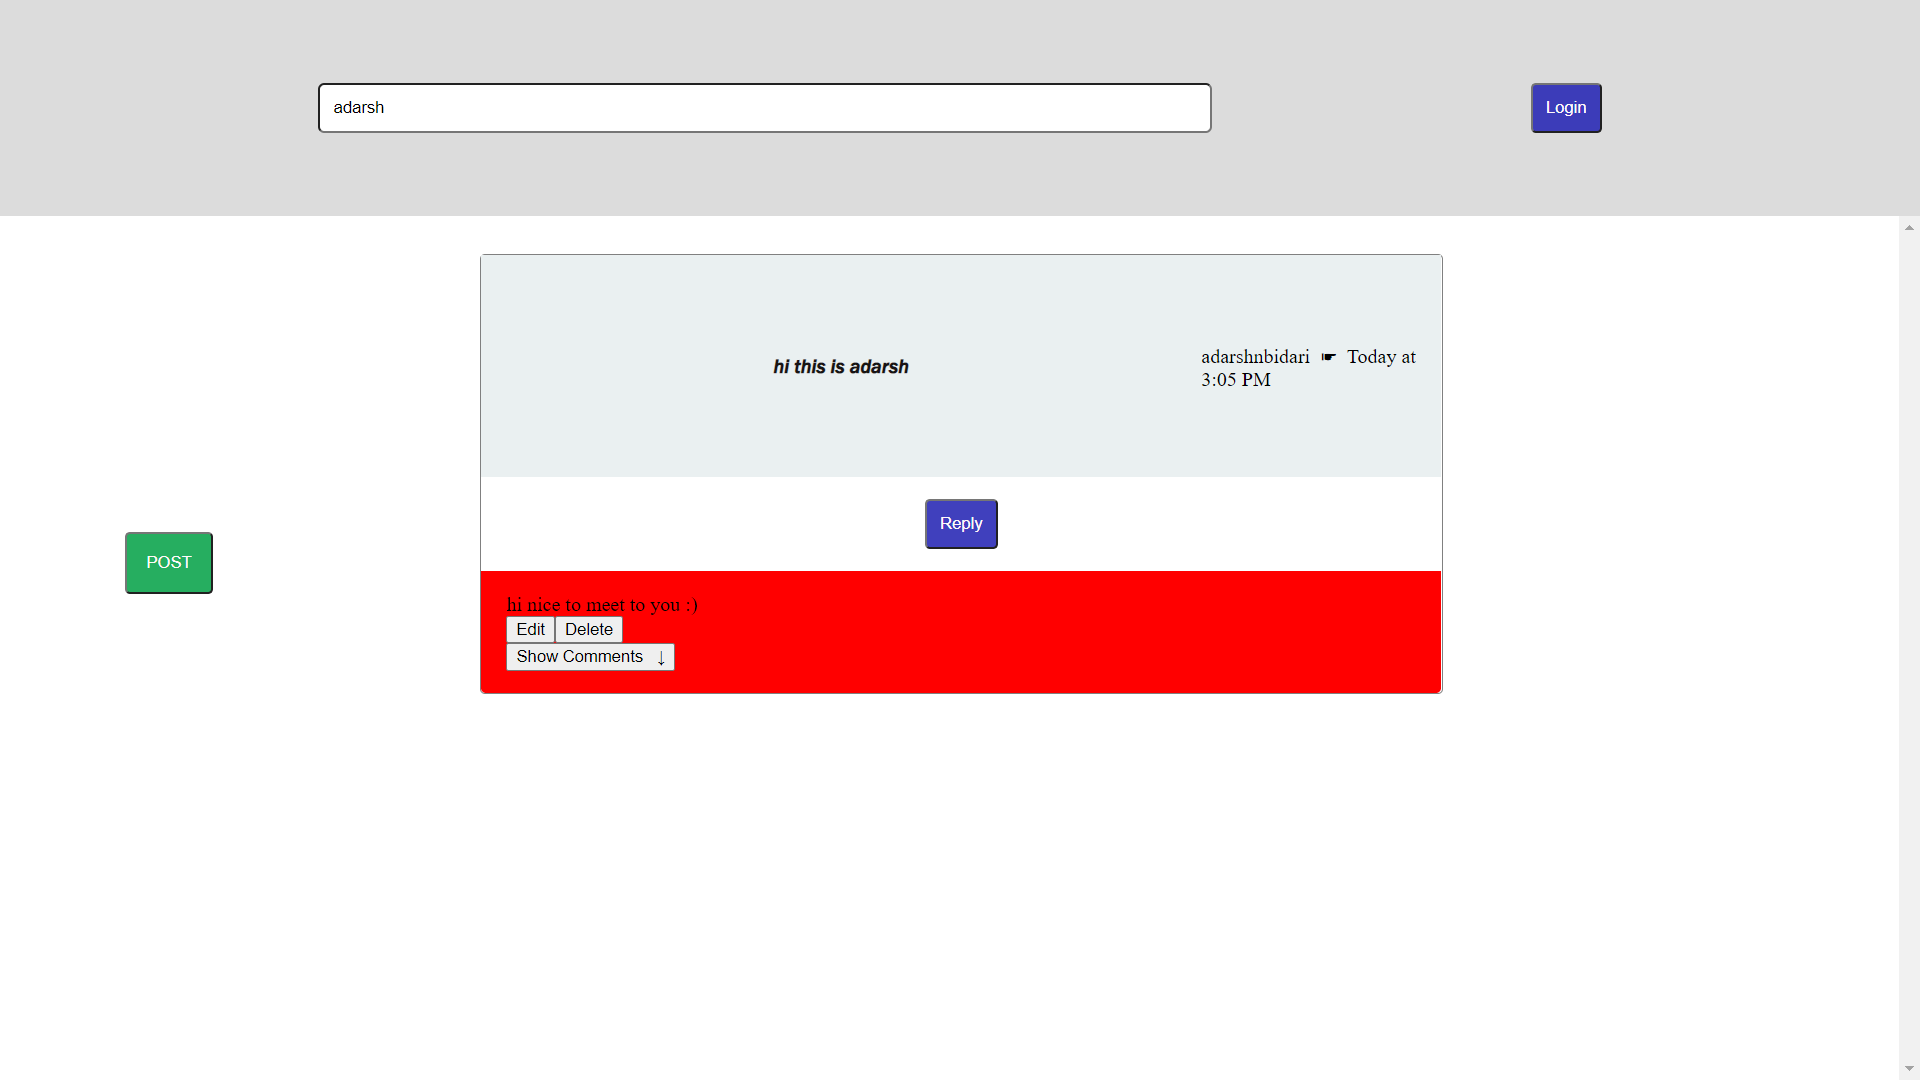 adarsh
Login
hi this is adarsh
adarshnbidari ☛ Today at
3:05 PM
Reply
POST
hi nice to meet to you :)
Edit Delete
Show Comments ↓